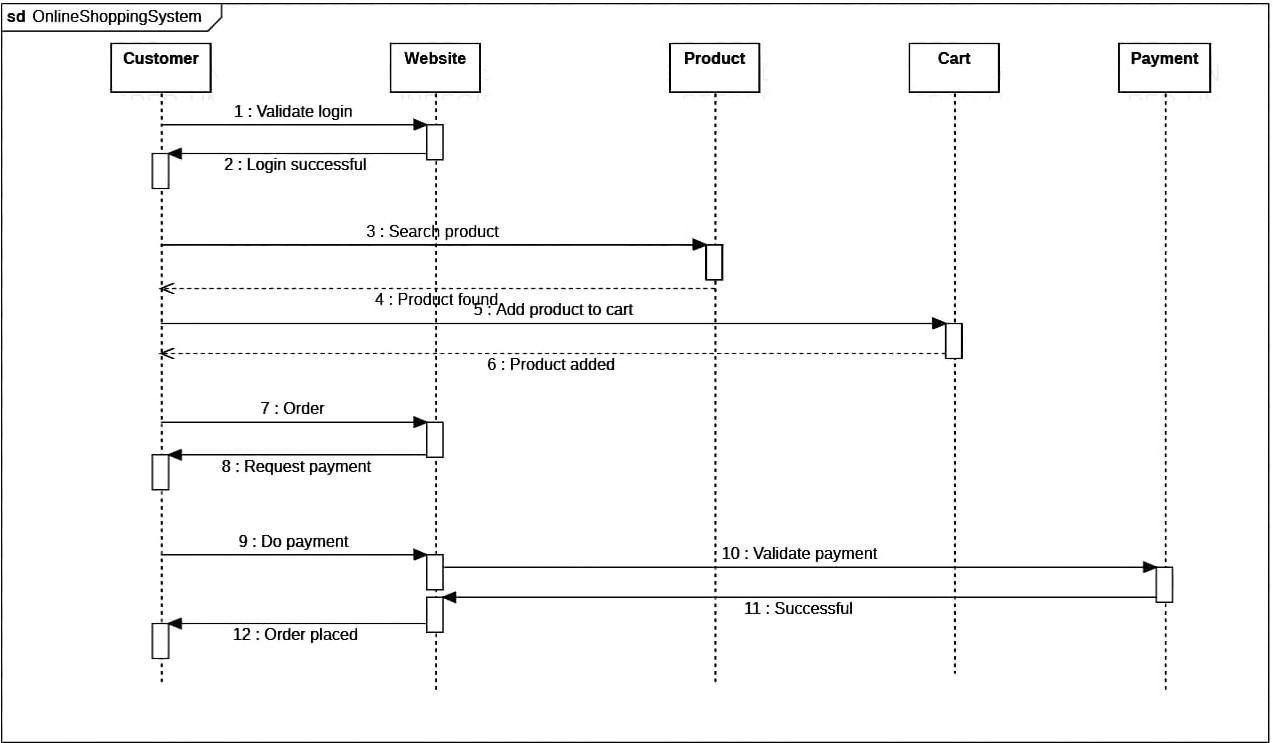 sd OnlineShoppingSystem
Customer
Website
Product
Cart
Payment
1 : Validate login
2 : Login successful
3 : Search product
4 : Product found
5 : Add product to cart
6 : Product added
7 : Order
8 : Request payment
9 : Do payment
10 : Validate payment
11 : Successful
12 : Order placed